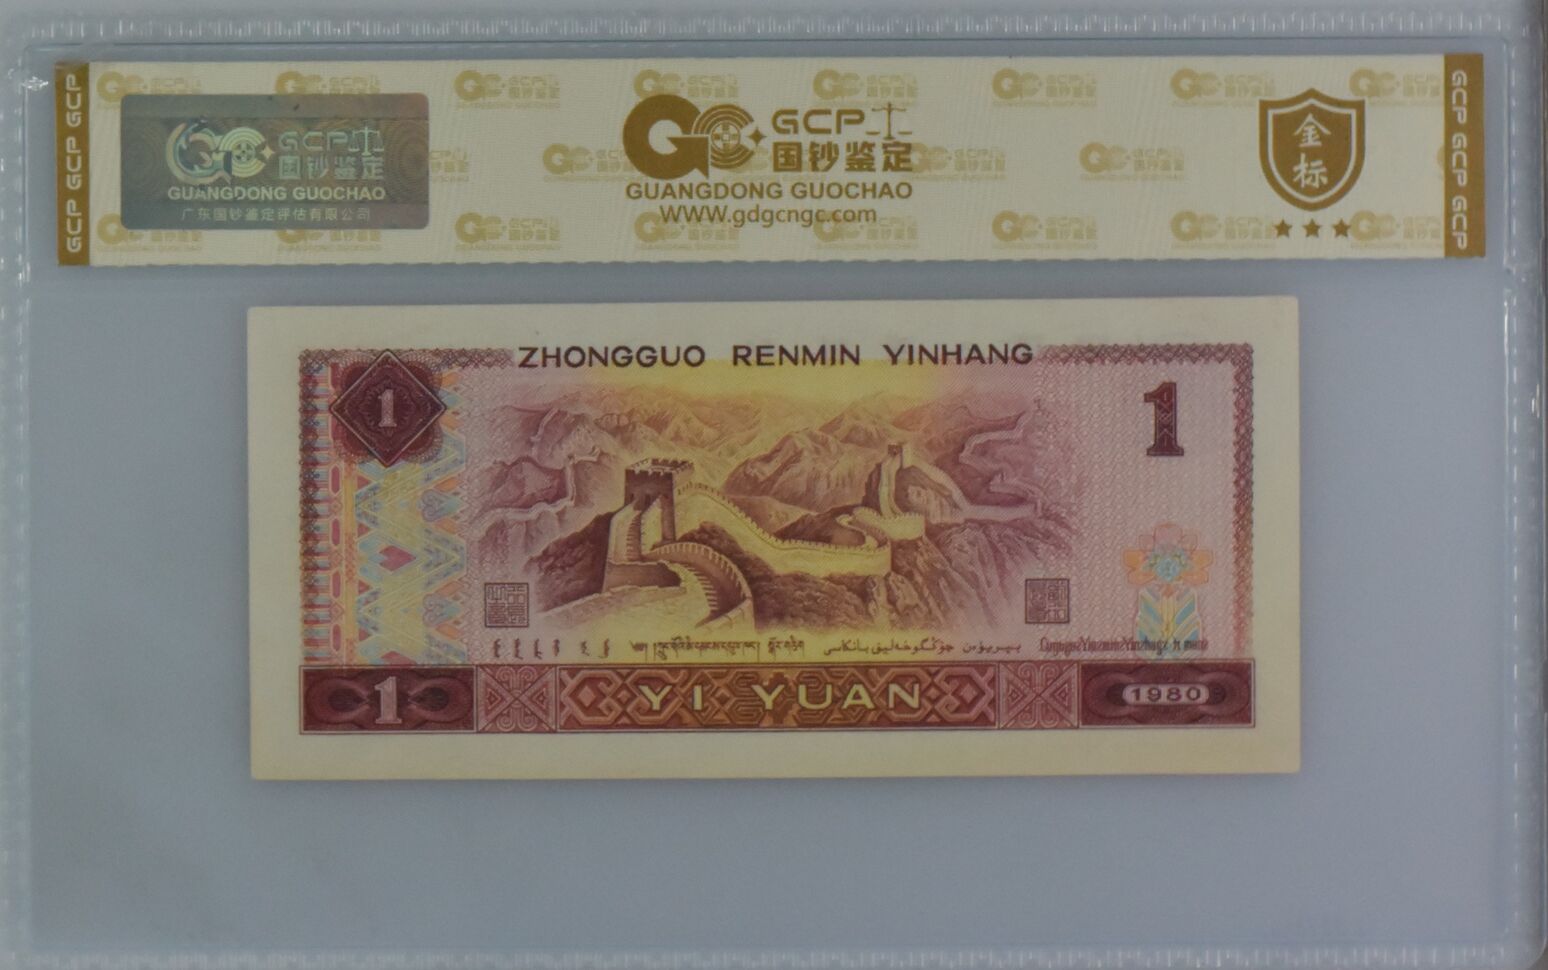 GCP GCP GCP
GCP
国钞鉴定
GUANGDONG GUOCHAO
广东国钞鉴定评估有限公司
GCP
国钞鉴定
GUANGDONG GUOCHAO
WWW.gdgcngc.com
金标
GCP GCP GCP
ZHONGGUO RENMIN YINHANG
1
1
1
YI YUAN
1980